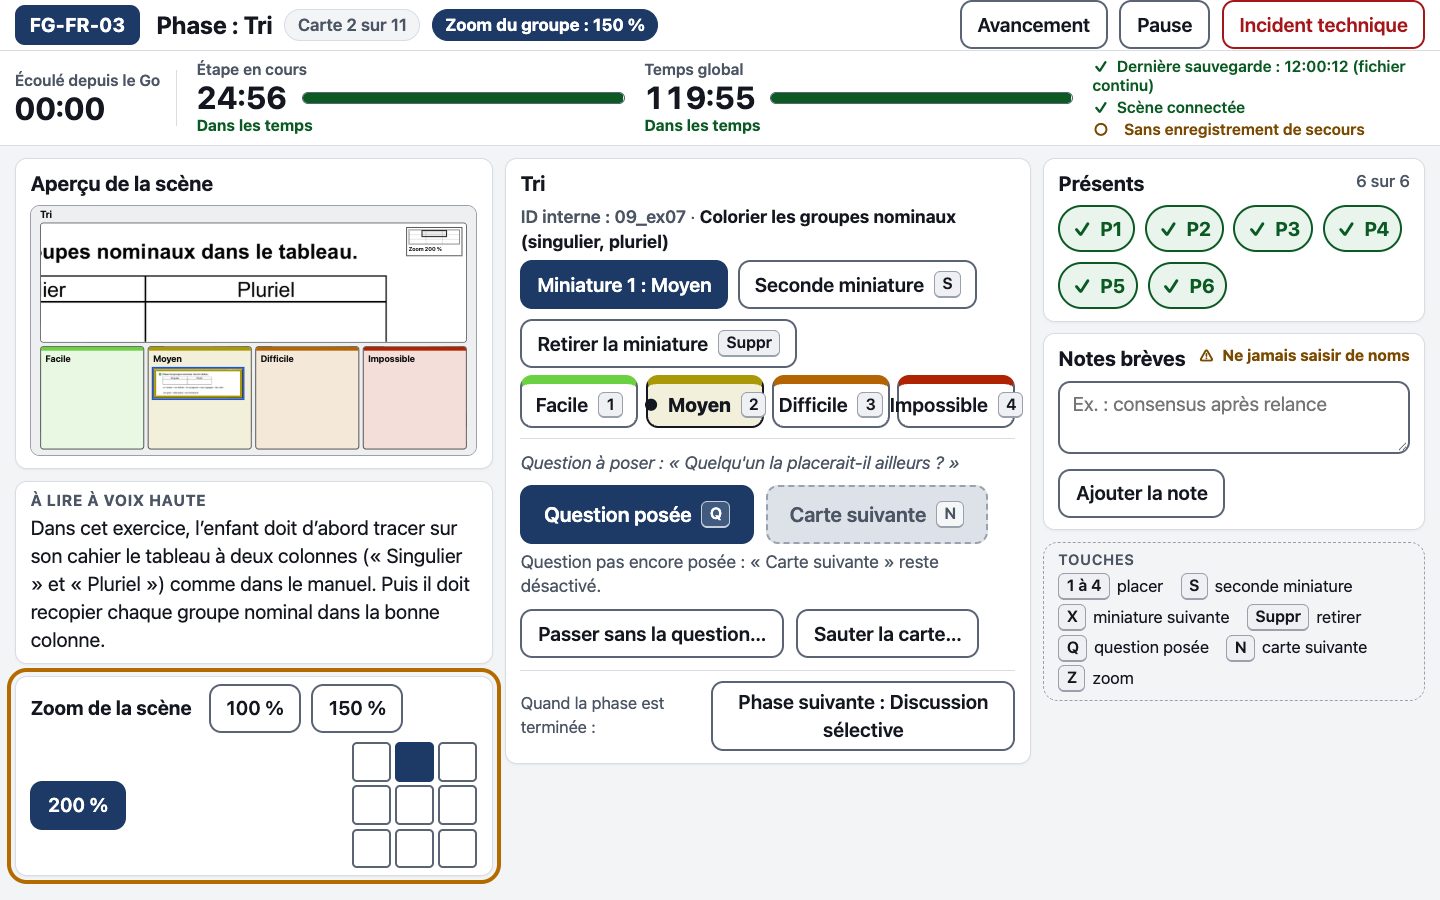 FG-FR-03
Phase : Tri
Carte 2 sur 11
Zoom du groupe : 150 %
Avancement
Pause
Incident technique
Écoulé depuis le Go
00:00
Étape en cours
24:56
Dans les temps
Temps global
119:55
Dans les temps
Dernière sauvegarde : 12:00:12 (fichier
continu)
Scène connectée
Sans enregistrement de secours
Aperçu de la scène
Tri
oupes nominaux dans le tableau.
Zoom 200 %
ier
Pluriel
Facile
Moyen
Difficile
Impossible
À LIRE À VOIX HAUTE
Dans cet exercice, l’enfant doit d’abord tracer sur
son cahier le tableau à deux colonnes (« Singulier
» et « Pluriel ») comme dans le manuel. Puis il doit
recopier chaque groupe nominal dans la bonne
colonne.
Zoom de la scène
100 %
150 %
200 %
Tri
ID interne : 09_ex07 · Colorier les groupes nominaux
(singulier, pluriel)
Miniature 1 : Moyen
Seconde miniature S
Retirer la miniature Suppr
Facile 1
Moyen 2
Difficile 3
Impossible 4
Question à poser : « Quelqu'un la placerait-il ailleurs ? »
Question posée Q
Carte suivante N
Question pas encore posée : « Carte suivante » reste
désactivé.
Passer sans la question...
Sauter la carte...
Quand la phase est
terminée :
Phase suivante : Discussion
sélective
Présents
6 sur 6
P1
P2
P3
P4
P5
P6
Notes brèves
Ne jamais saisir de noms
Ex. : consensus après relance
Ajouter la note
TOUCHES
1 à 4 placer S seconde miniature
X miniature suivante Suppr retirer
Q question posée N carte suivante
Z zoom